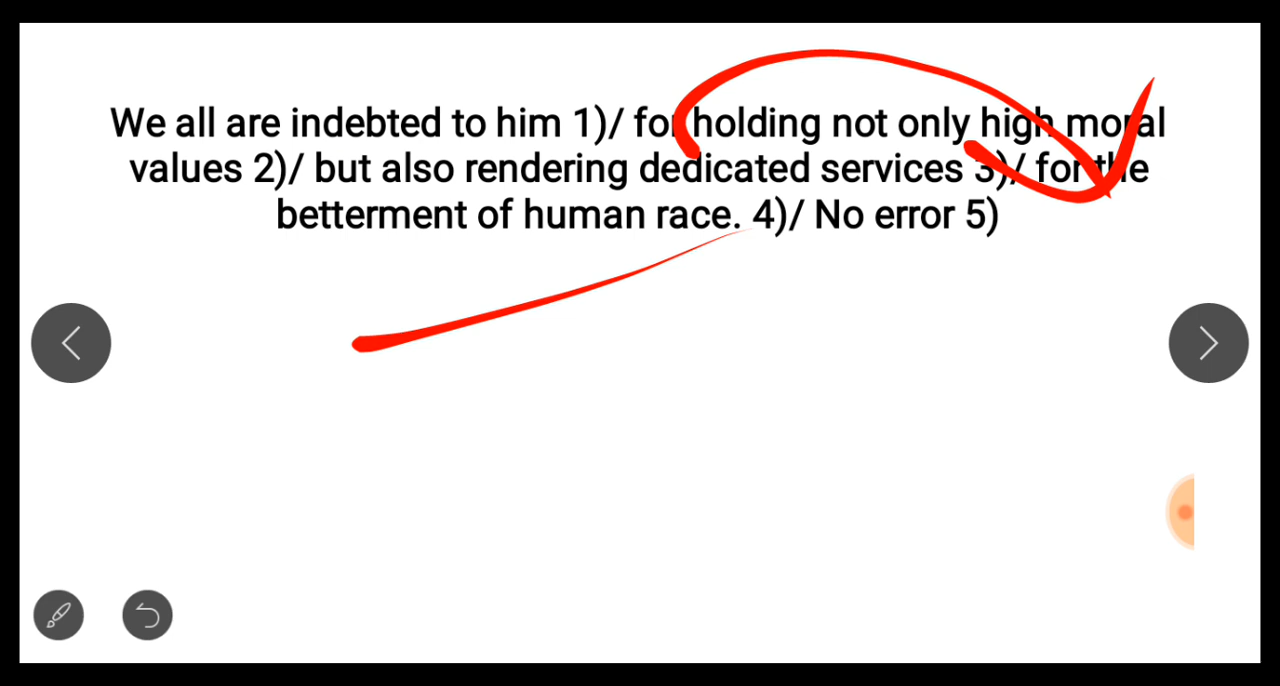 We all are indebted to him 1)/ for holding not only high moral
values 2)/ but also rendering dedicated services 3)/ for the
betterment of human race. 4)/ No error 5)